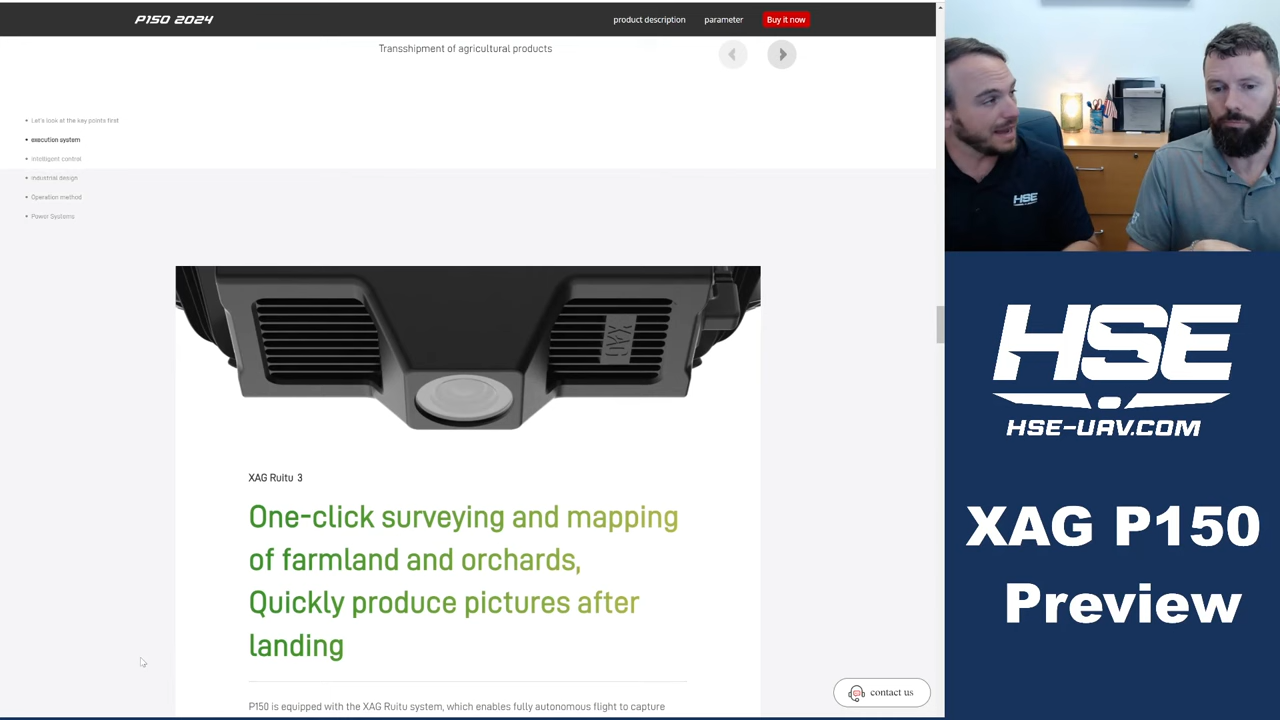 P150 2024
product description
parameter
Buy it now
Transshipment of agricultural products
Let's look at the key points first
execution system
Intelligent control
Industrial design
Operation method
Power Systems
XAG
XAG Ruitu 3
One-click surveying and mapping
of farmland and orchards,
Quickly produce pictures after
landing
P150 is equipped with the XAG Ruitu system, which enables fully autonomous flight to capture
contact us
HSE
HSE
HSE-UAV.COM
XAG P150
Preview